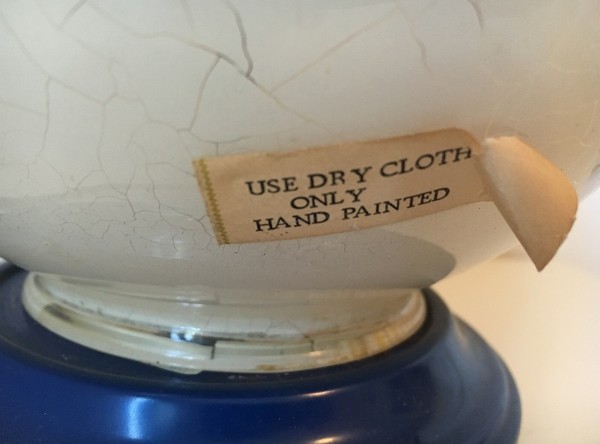 USE DRY CLOTH
ONLY
HAND PAINTED